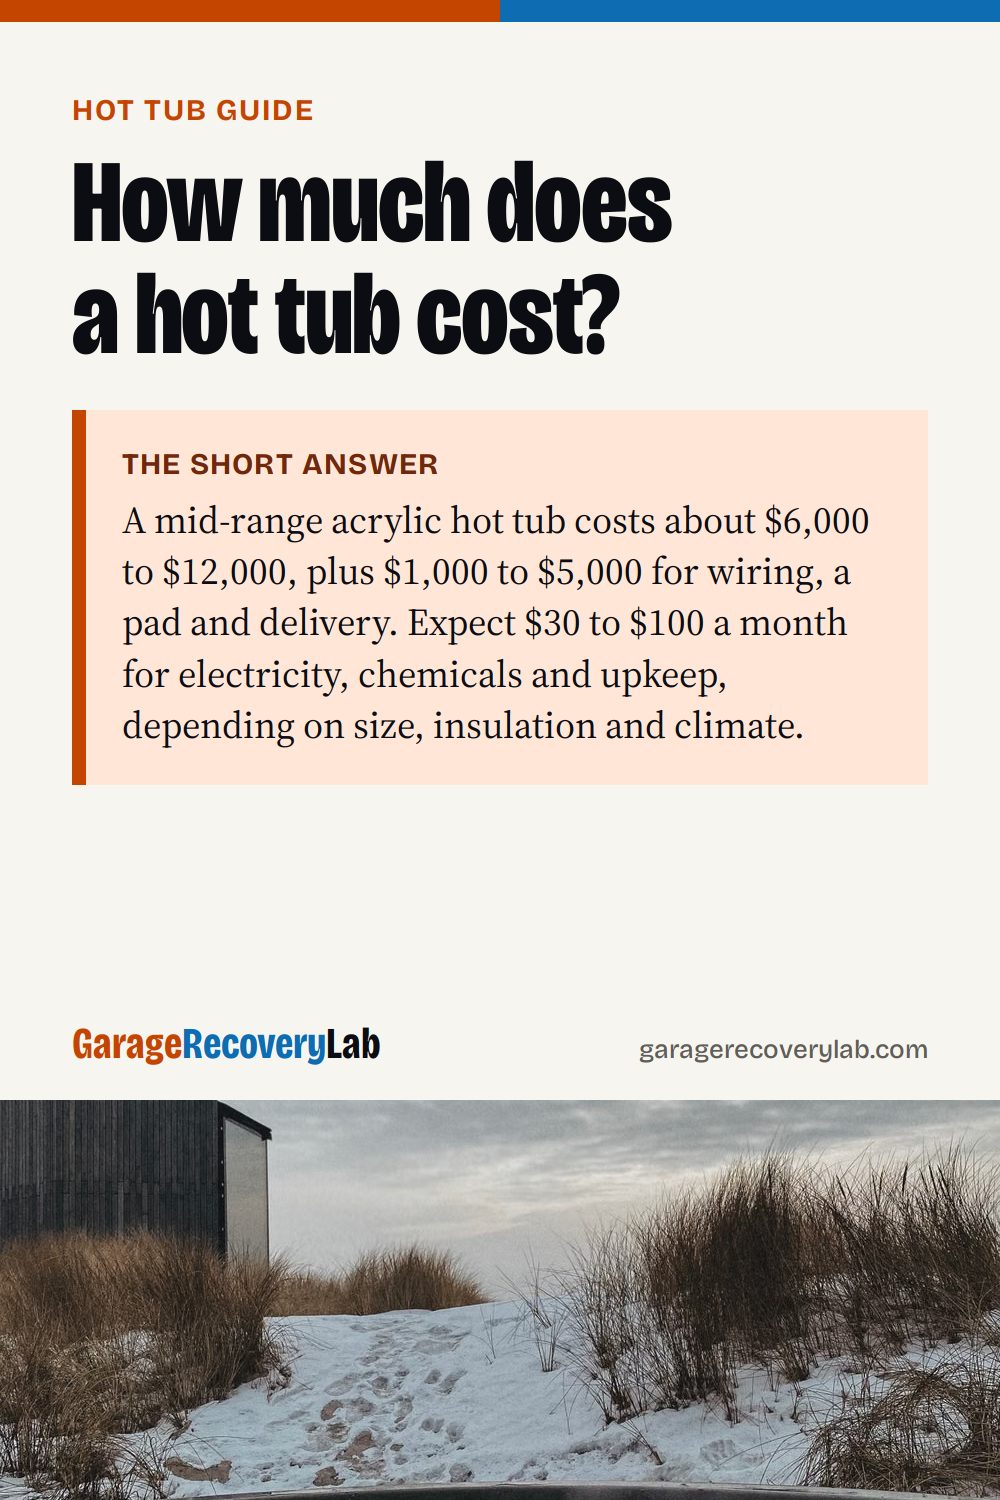 HOT TUB GUIDE
How much does
a hot tub cost?
THE SHORT ANSWER
A mid-range acrylic hot tub costs about $6,000
to $12,000, plus $1,000 to $5,000 for wiring, a
pad and delivery. Expect $30 to $100 a month
for electricity, chemicals and upkeep,
depending on size, insulation and climate.
GarageRecoveryLab
garagerecoverylab.com